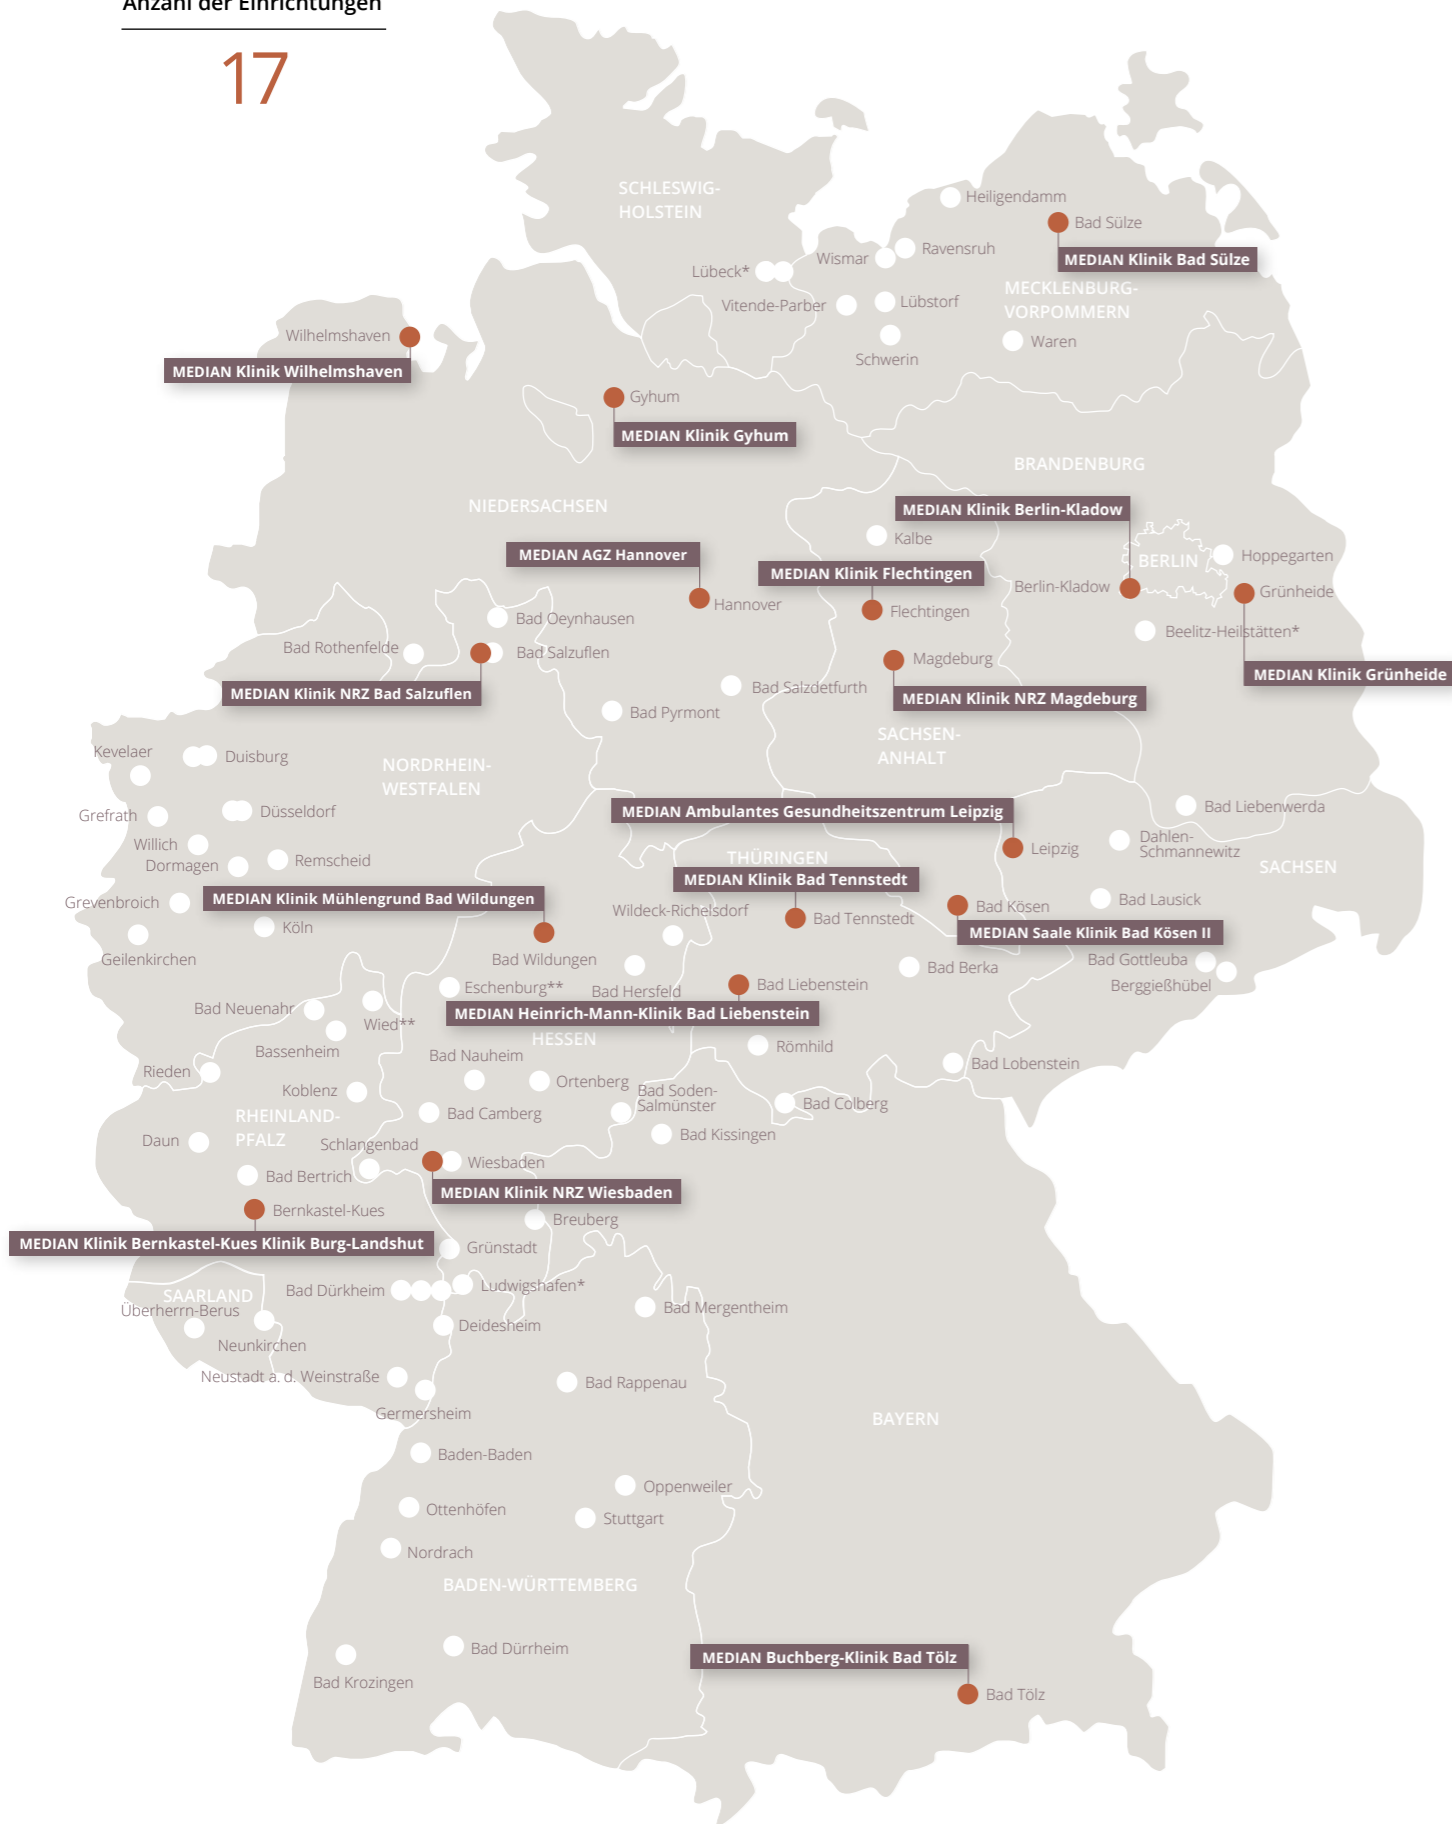 Anzahl der Einrichtungen
17
SCHLESWIG-
HOLSTEIN
Heiligendamm
Bad Sülze
MEDIAN Klinik Bad Sülze
Ravensruh
Wismar
Lübeck*
MECKLENBURG-
VORPOMMERN
Vitende-Parber
Lübstorf
Schwerin
Waren
Wilhelmshaven
MEDIAN Klinik Wilhelmshaven
Gyhum
MEDIAN Klinik Gyhum
BRANDENBURG
NIEDERSACHSEN
MEDIAN Klinik Berlin-Kladow
Kalbe
MEDIAN AGZ Hannover
BERLIN
Hoppegarten
MEDIAN Klinik Flechtingen
Berlin-Kladow
Grünheide
Hannover
Flechtingen
Bad Oeynhausen
Beelitz-Heilstätten*
Bad Rothenfelde
Bad Salzuflen
Magdeburg
MEDIAN Klinik Grünheide
MEDIAN Klinik NRZ Bad Salzuflen
Bad Salzdetfurth
MEDIAN Klinik NRZ Magdeburg
Bad Pyrmont
SACHSEN-
ANHALT
Kevelaer
Duisburg
NORDRHEIN-
WESTFALEN
Grefrath
Düsseldorf
MEDIAN Ambulantes Gesundheitszentrum Leipzig
Bad Liebenwerda
Willich
Dahlen-
Schmannewitz
Leipzig
Dormagen
Remscheid
THÜRINGEN
SACHSEN
MEDIAN Klinik Bad Tennstedt
Grevenbroich
MEDIAN Klinik Mühlengrund Bad Wildungen
Wildeck-Richelsdorf
Bad Tennstedt
Bad Kösen
Bad Lausick
Köln
MEDIAN Saale Klinik Bad Kösen II
Geilenkirchen
Bad Wildungen
Bad Gottleuba
Bad Berka
Berggießhübel
Eschenburg**
Bad Hersfeld
Bad Liebenstein
Bad Neuenahr
Wied**
MEDIAN Heinrich-Mann-Klinik Bad Liebenstein
HESSEN
Bassenheim
Bad Nauheim
Römhild
Rieden
Koblenz
Ortenberg
Bad Soden-
Salmünster
Bad Lobenstein
RHEINLAND-
PFALZ
Bad Camberg
Bad Colberg
Daun
Schlangenbad
Bad Kissingen
Bad Bertrich
Wiesbaden
MEDIAN Klinik NRZ Wiesbaden
Bernkastel-Kues
Breuberg
MEDIAN Klinik Bernkastel-Kues Klinik Burg-Landshut
Grünstadt
SAARLAND
Bad Dürkheim
Ludwigshafen*
Überherrn-Berus
Bad Mergentheim
Neunkirchen
Deidesheim
Neustadt a. d. Weinstraße
Bad Rappenau
Germersheim
BAYERN
Baden-Baden
Oppenweiler
Ottenhöfen
Stuttgart
Nordrach
BADEN-WÜRTTEMBERG
Bad Dürrheim
Bad Krozingen
MEDIAN Buchberg-Klinik Bad Tölz
Bad Tölz